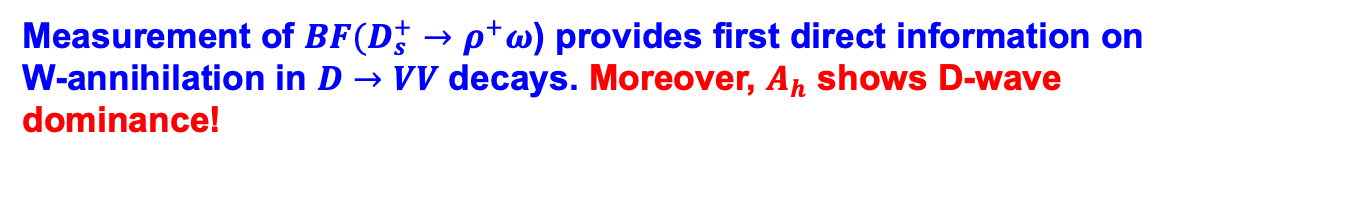 Measurement of BF(D_s^+ → ρ^+ω) provides first direct information on
W-annihilation in D → VV decays. Moreover, A_h shows D-wave
dominance!